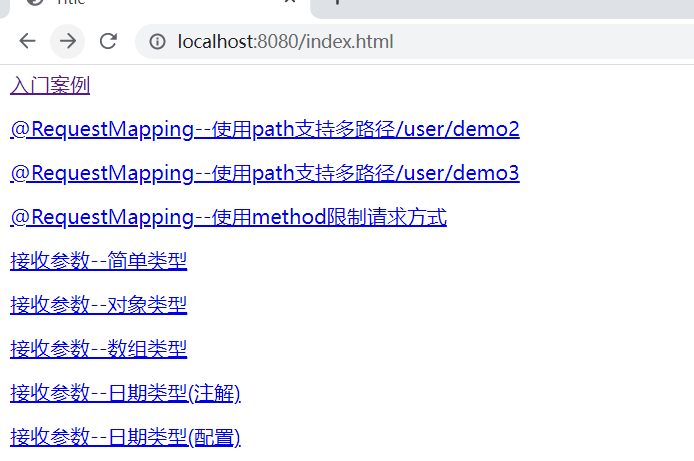 Title
localhost:8080/index.html
入门案例
@RequestMapping--使用path支持多路径/user/demo2
@RequestMapping--使用path支持多路径/user/demo3
@RequestMapping--使用method限制请求方式
接收参数--简单类型
接收参数--对象类型
接收参数--数组类型
接收参数--日期类型(注解)
接收参数--日期类型(配置)